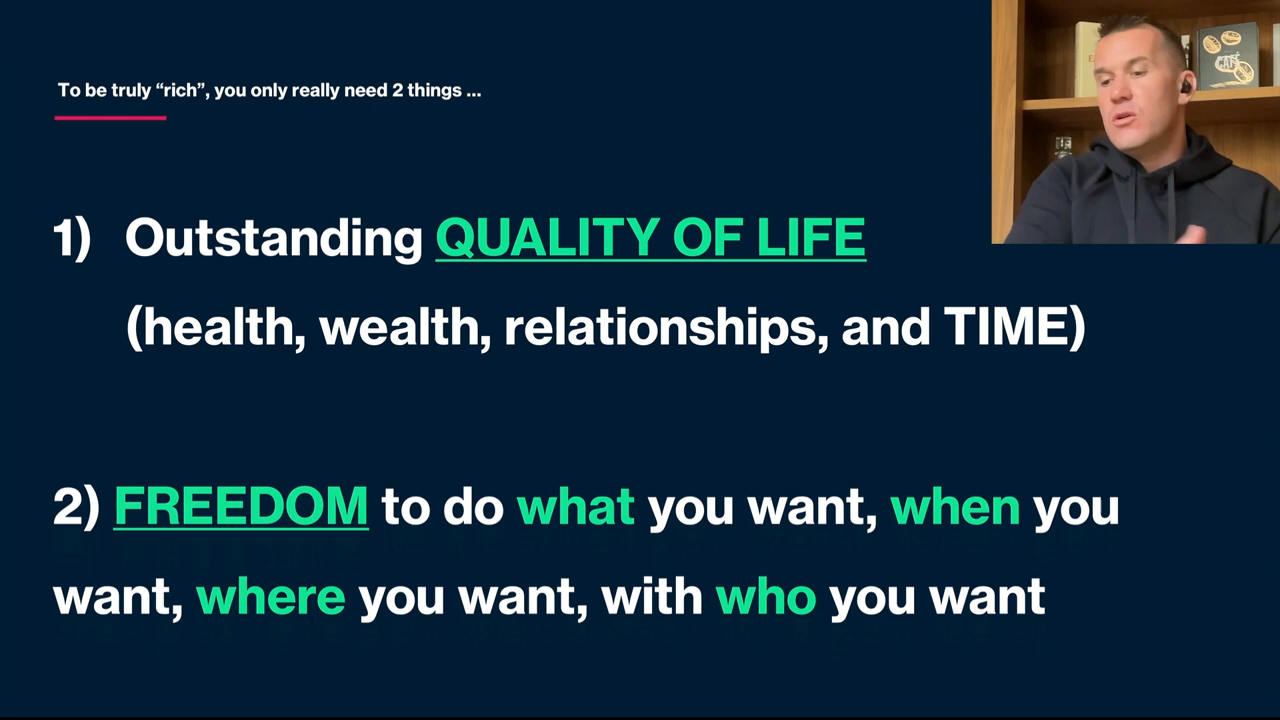 To be truly “rich”, you only really need 2 things ...
1) Outstanding QUALITY OF LIFE
(health, wealth, relationships, and TIME)
2) FREEDOM to do what you want, when you
want, where you want, with who you want
CAFÉ